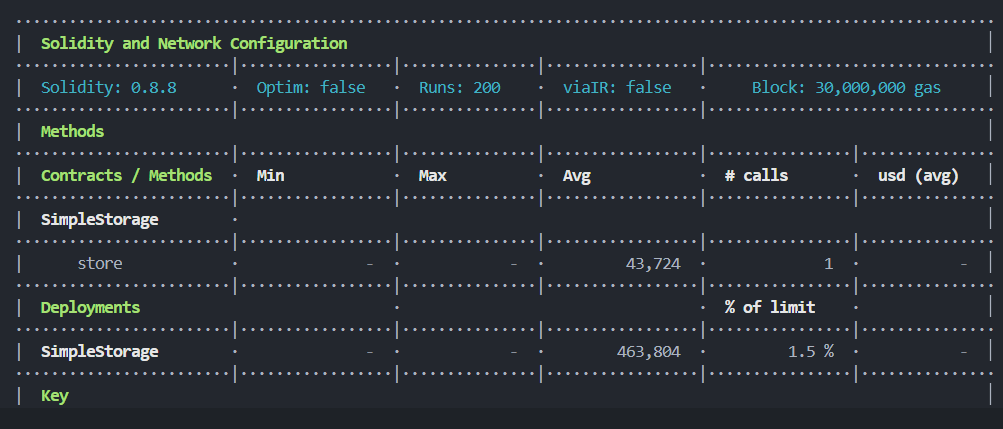 Solidity and Network Configuration
Solidity: 0.8.8 · Optim: false · Runs: 200 · viaIR: false · Block: 30,000,000 gas
Methods
Contracts / Methods · Min · Max · Avg · # calls · usd (avg)
SimpleStorage ·
store · - · - · 43,724 · 1 · -
Deployments · · % of limit ·
SimpleStorage · - · - · 463,804 · 1.5 % · -
Key